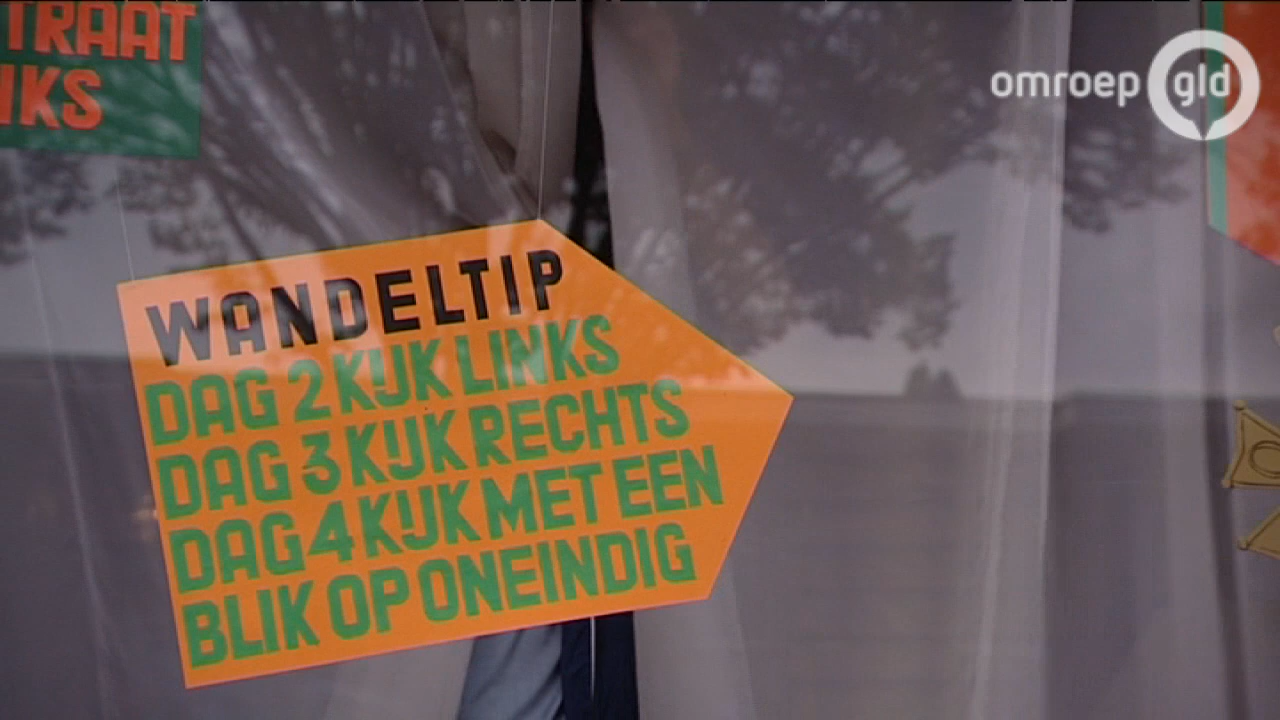 TRAAT
IKS
omroep gld
WANDELTIP
DAG 2 KIJK LINKS
DAG 3 KIJK RECHTS
DAG 4 KIJK MET EEN
BLIK OP ONEINDIG